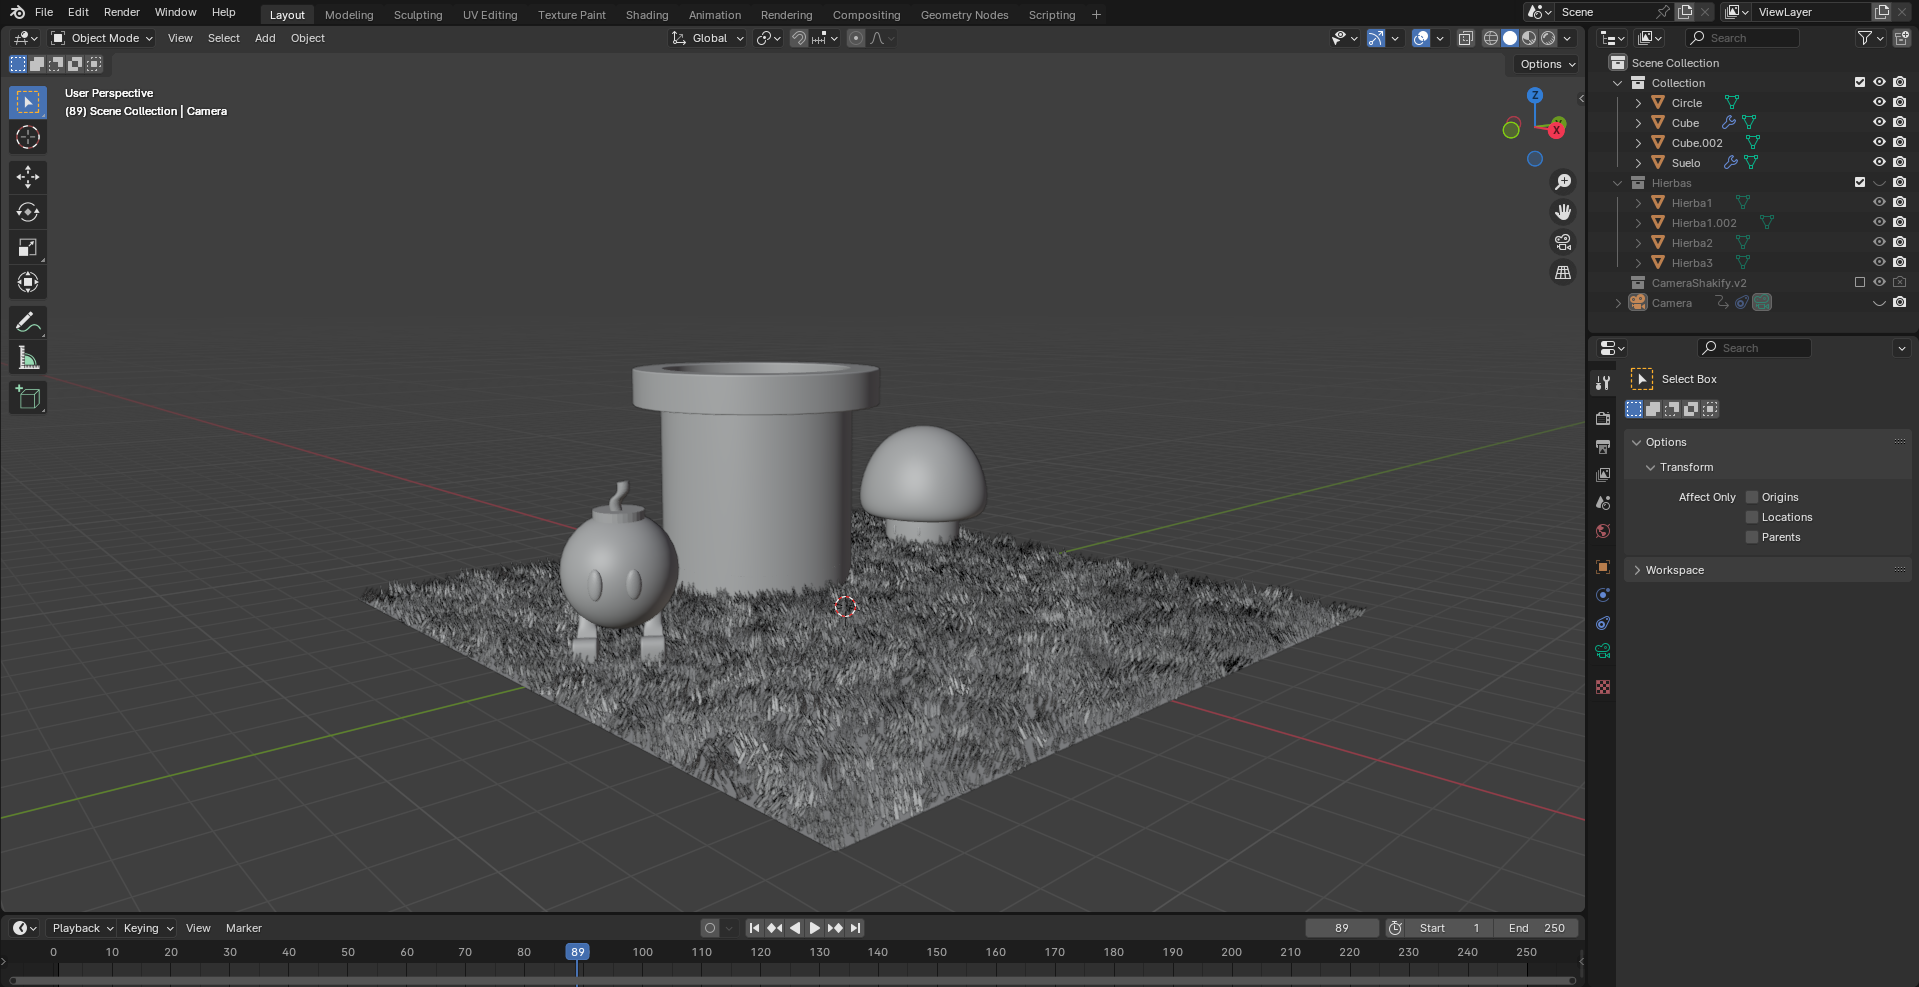 File Edit Render Window Help Layout Modeling Sculpting UV Editing Texture Paint Shading Animation Rendering Compositing Geometry Nodes Scripting + Scene ViewLayer
Object Mode View Select Add Object Global Search
Options
User Perspective
(89) Scene Collection | Camera
Z
X
Scene Collection
Collection
Circle
Cube
Cube.002
Suelo
Hierbas
Hierba1
Hierba1.002
Hierba2
Hierba3
CameraShakify.v2
Camera
Search
Select Box
Options
Transform
Affect Only Origins
Locations
Parents
Workspace
Playback Keying View Marker 89 Start 1 End 250
0 10 20 30 40 50 60 70 80 89 100 110 120 130 140 150 160 170 180 190 200 210 220 230 240 250